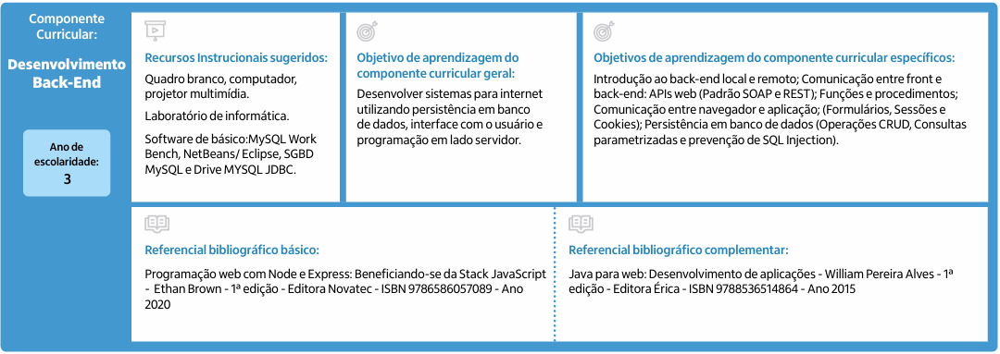 Componente
Curricular:
Desenvolvimento
Back-End
Ano de
escolaridade:
3
Recursos Instrucionais sugeridos:
Quadro branco, computador,
projetor multimídia.
Laboratório de informática.
Software de básico:MySQL Work
Bench, NetBeans/ Eclipse, SGBD
MySQL e Drive MYSQL JDBC.
Objetivo de aprendizagem do
componente curricular geral:
Desenvolver sistemas para internet
utilizando persistência em banco
de dados, interface com o usuário e
programação em lado servidor.
Objetivos de aprendizagem do componente curricular específicos:
Introdução ao back-end local e remoto; Comunicação entre front e
back-end: APIs web (Padrão SOAP e REST); Funções e procedimentos;
Comunicação entre navegador e aplicação; (Formulários, Sessões e
Cookies); Persistência em banco de dados (Operações CRUD, Consultas
parametrizadas e prevenção de SQL Injection).
Referencial bibliográfico básico:
Programação web com Node e Express: Beneficiando-se da Stack JavaScript
- Ethan Brown - 1ª edição - Editora Novatec - ISBN 9786586057089 - Ano
2020
Referencial bibliográfico complementar:
Java para web: Desenvolvimento de aplicações - William Pereira Alves - 1ª
edição - Editora Érica - ISBN 9788536514864 - Ano 2015